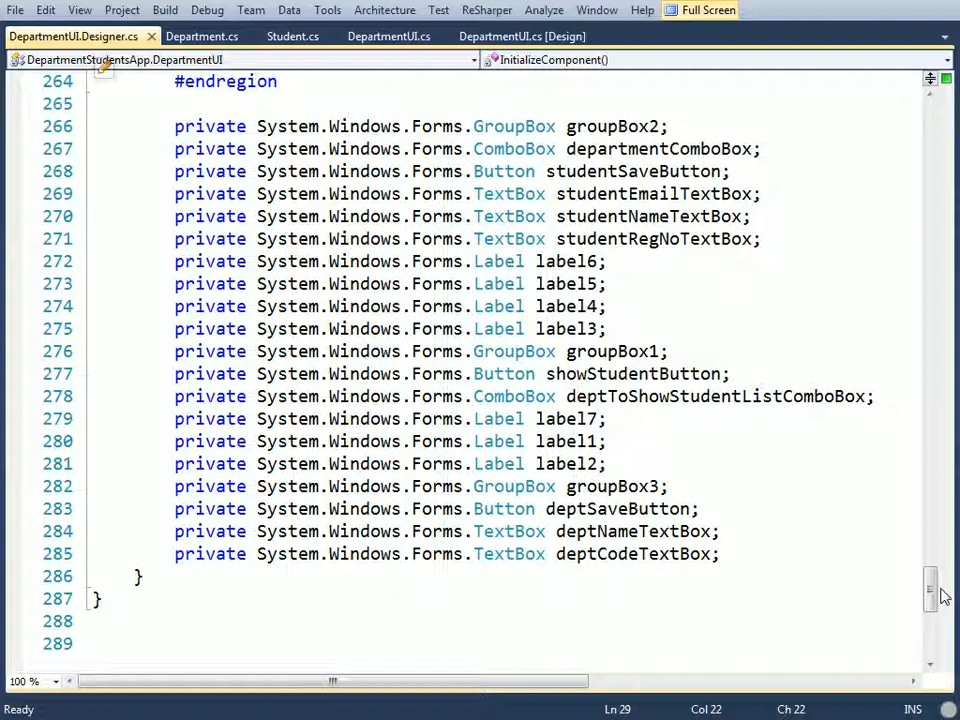 File Edit View Project Build Debug Team Data Tools Architecture Test ReSharper Analyze Window Help Full Screen
DepartmentUI.Designer.cs Department.cs Student.cs DepartmentUI.cs DepartmentUI.cs [Design]
DepartmentStudentsApp.DepartmentUI InitializeComponent()
264 #endregion
265
266 private System.Windows.Forms.GroupBox groupBox2;
267 private System.Windows.Forms.ComboBox departmentComboBox;
268 private System.Windows.Forms.Button studentSaveButton;
269 private System.Windows.Forms.TextBox studentEmailTextBox;
270 private System.Windows.Forms.TextBox studentNameTextBox;
271 private System.Windows.Forms.TextBox studentRegNoTextBox;
272 private System.Windows.Forms.Label label6;
273 private System.Windows.Forms.Label label5;
274 private System.Windows.Forms.Label label4;
275 private System.Windows.Forms.Label label3;
276 private System.Windows.Forms.GroupBox groupBox1;
277 private System.Windows.Forms.Button showStudentButton;
278 private System.Windows.Forms.ComboBox deptToShowStudentListComboBox;
279 private System.Windows.Forms.Label label7;
280 private System.Windows.Forms.Label label1;
281 private System.Windows.Forms.Label label2;
282 private System.Windows.Forms.GroupBox groupBox3;
283 private System.Windows.Forms.Button deptSaveButton;
284 private System.Windows.Forms.TextBox deptNameTextBox;
285 private System.Windows.Forms.TextBox deptCodeTextBox;
286 }
287 }
288
289
100 %
Ready Ln 29 Col 22 Ch 22 INS